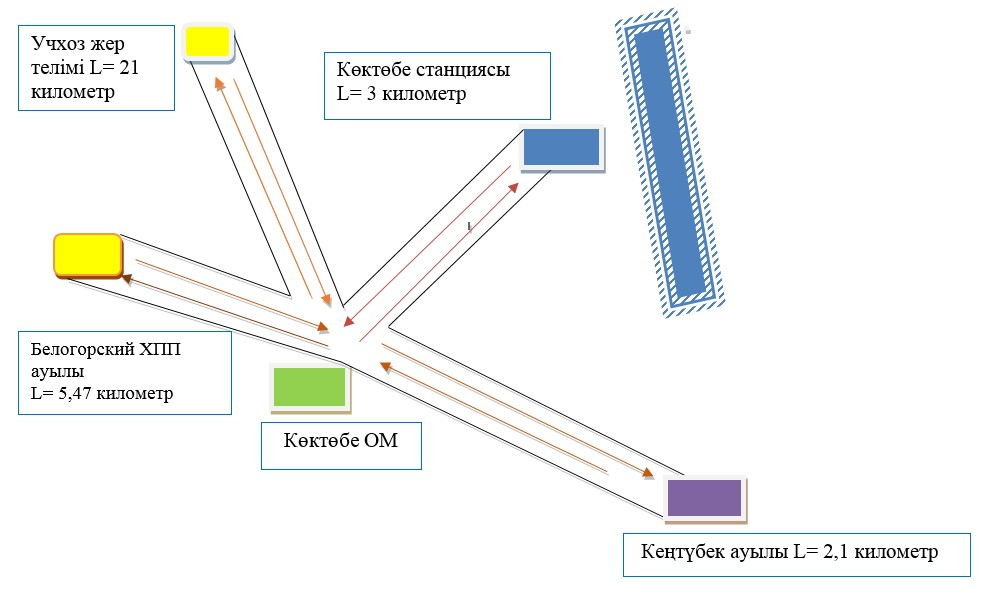 Учхоз жер
телімі L= 21
километр
Көктөбе станциясы
L= 3 километр
Белогорский ХПП
ауылы
L= 5,47 километр
Көктөбе ОМ
Кеңтүбек ауылы L= 2,1 километр